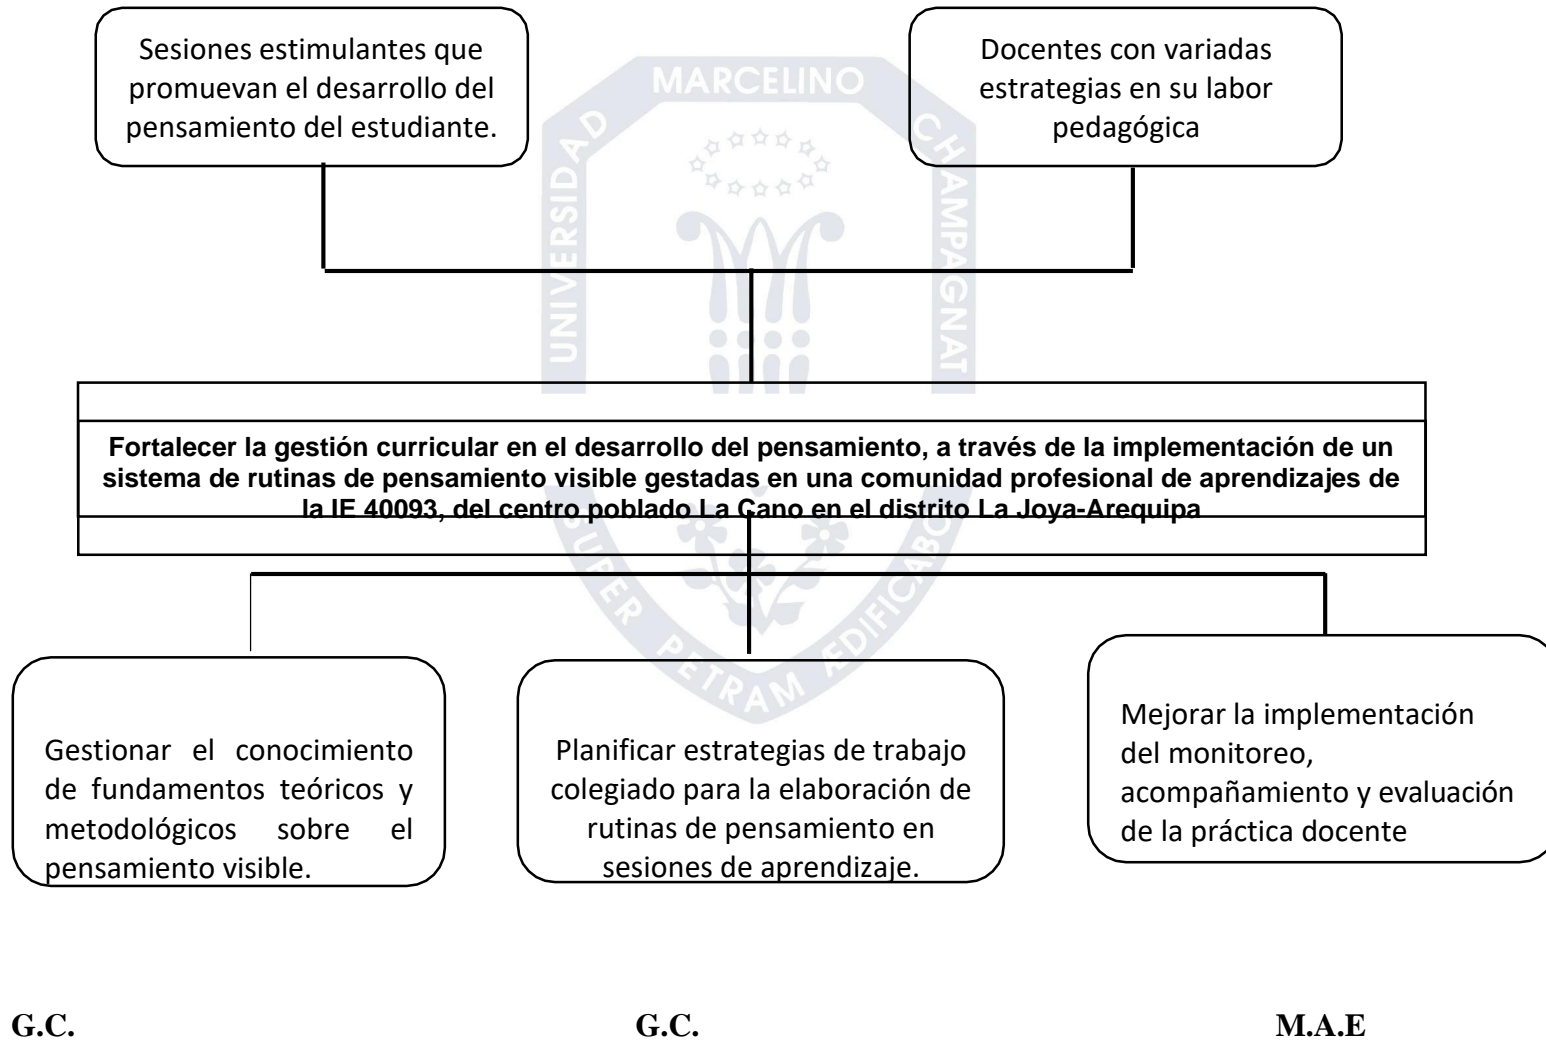 Sesiones estimulantes que
promuevan el desarrollo del
pensamiento del estudiante.
Docentes con variadas
estrategias en su labor
pedagógica
UNIVERSIDAD
MARCELINO
CHAMPAGNAT
Fortalecer la gestión curricular en el desarrollo del pensamiento, a través de la implementación de un
sistema de rutinas de pensamiento visible gestadas en una comunidad profesional de aprendizajes de
la IE 40093, del centro poblado La Cano en el distrito La Joya-Arequipa
SUPER PETRAM ÆDIFICABO
Gestionar el conocimiento
de fundamentos teóricos y
metodológicos sobre el
pensamiento visible.
Planificar estrategias de trabajo
colegiado para la elaboración de
rutinas de pensamiento en
sesiones de aprendizaje.
Mejorar la implementación
del monitoreo,
acompañamiento y evaluación
de la práctica docente
G.C.
G.C.
M.A.E